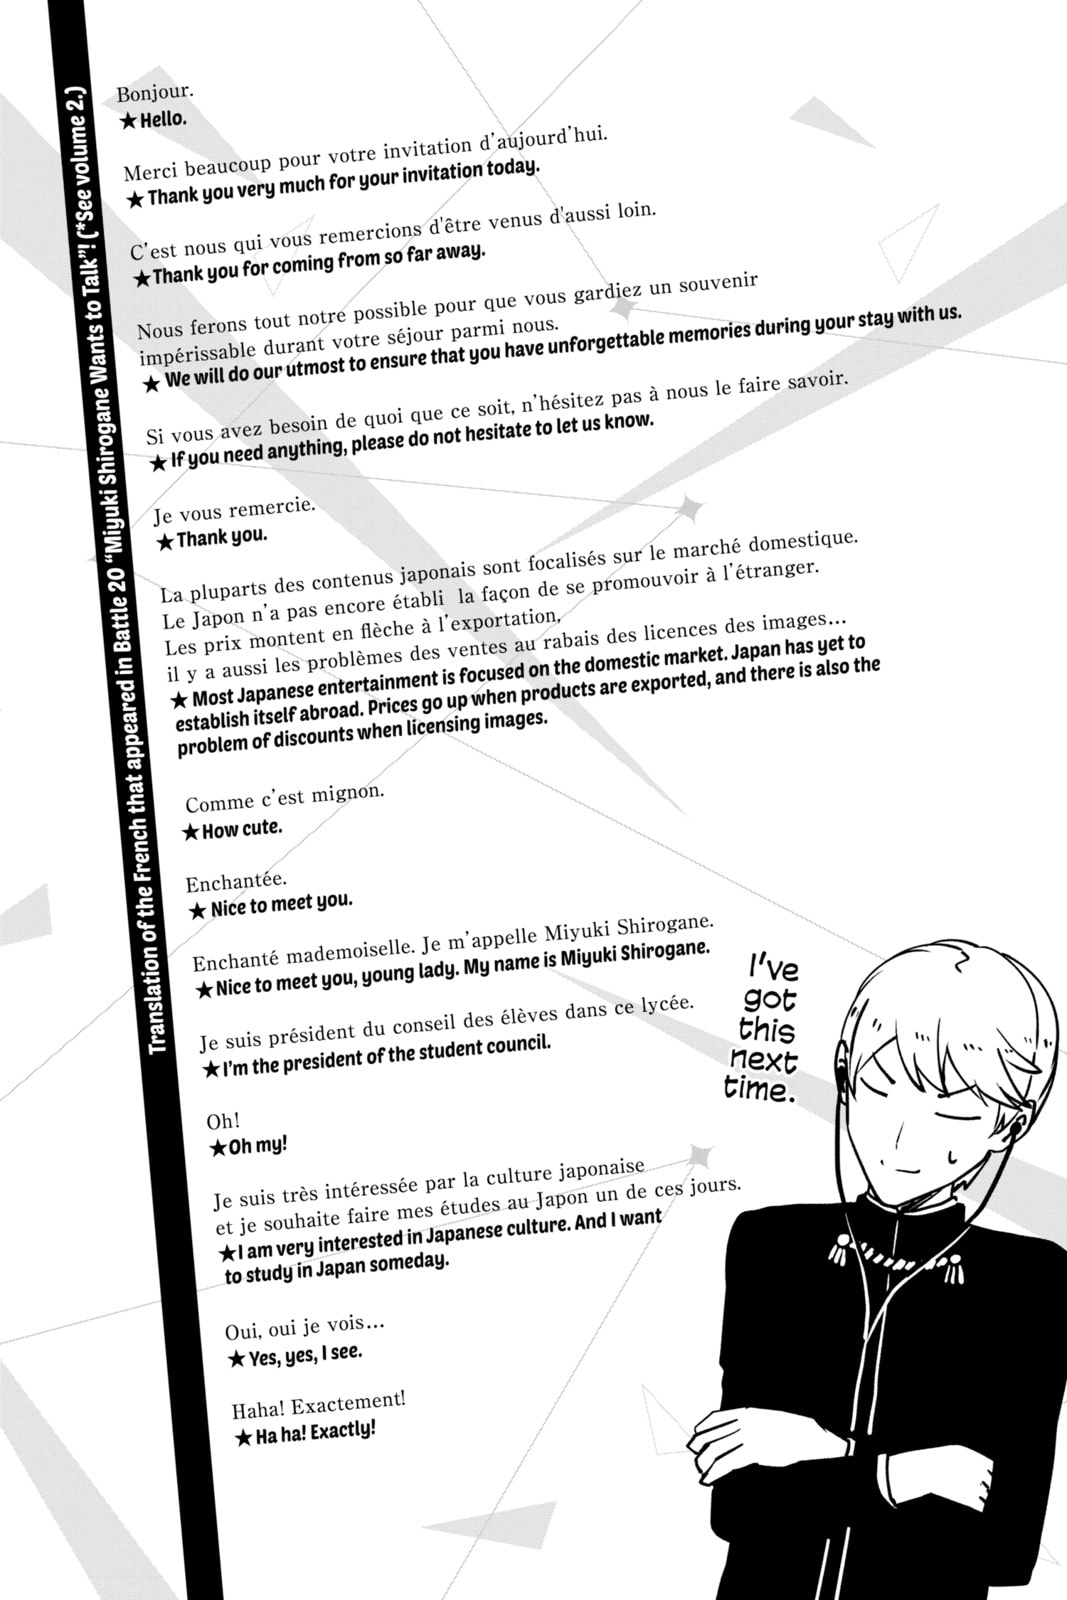 Translation of the French that appeared in Battle 20 “Miyuki Shirogane Wants to Talk”! (*See volume 2.)
Bonjour.
★Hello.
Merci beaucoup pour votre invitation d’aujourd’hui.
★Thank you very much for your invitation today.
C’est nous qui vous remercions d'être venus d'aussi loin.
★Thank you for coming from so far away.
Nous ferons tout notre possible pour que vous gardiez un souvenir
impérissable durant votre séjour parmi nous.
★ We will do our utmost to ensure that you have unforgettable memories during your stay with us.
Si vous avez besoin de quoi que ce soit, n’hésitez pas à nous le faire savoir.
★If you need anything, please do not hesitate to let us know.
Je vous remercie.
★Thank you.
La pluparts des contenus japonais sont focalisés sur le marché domestique.
Le Japon n’a pas encore établi la façon de se promouvoir à l’étranger.
Les prix montent en flèche à l’exportation,
il y a aussi les problèmes des ventes au rabais des licences des images...
★ Most Japanese entertainment is focused on the domestic market. Japan has yet to
establish itself abroad. Prices go up when products are exported, and there is also the
problem of discounts when licensing images.
Comme c’est mignon.
★How cute.
Enchantée.
★ Nice to meet you.
Enchanté mademoiselle. Je m’appelle Miyuki Shirogane.
★Nice to meet you, young lady. My name is Miyuki Shirogane.
Je suis président du conseil des élèves dans ce lycée.
★I’m the president of the student council.
Oh!
★Oh my!
Je suis très intéressée par la culture japonaise
et je souhaite faire mes études au Japon un de ces jours.
★I am very interested in Japanese culture. And I want
to study in Japan someday.
Oui, oui je vois...
★Yes, yes, I see.
Haha! Exactement!
★Ha ha! Exactly!
I've
got
this
next
time.